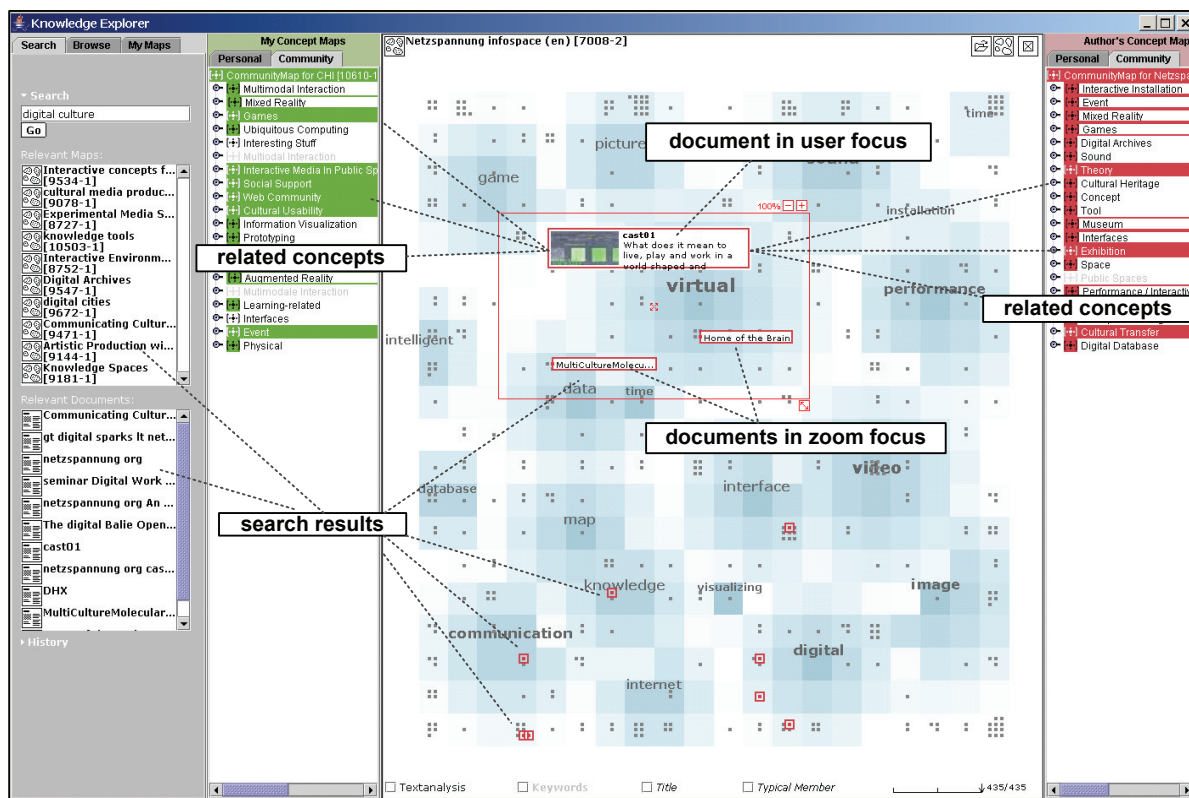 Knowledge Explorer
Search Browse My Maps
Search
digital culture
Go
Relevant Maps:
Interactive concepts f...
[9534-1]
cultural media produc...
[9078-1]
Experimental Media S...
[8727-1]
knowledge tools
[10503-1]
Interactive Environm...
[8752-1]
Digital Archives
[9547-1]
digital cities
[9672-1]
Communicating Cultur...
[9471-1]
Artistic Production wi...
[9144-1]
Knowledge Spaces
[9181-1]
Relevant Documents:
Communicating Cultur...
gt digital sparks lt net...
netzspannung org
seminar Digital Work ...
netzspannung org An ...
The digital Balie Open...
cast01
netzspannung org cas...
DHX
MultiCultureMolecular...
History
My Concept Maps
Personal Community
CommunityMap for CHI [10610-1
Multimodal Interaction
Mixed Reality
Games
Ubiquitous Computing
Interesting Stuff
Multiodal Interaction
Interactive Media In Public Sp
Social Support
Web Community
Cultural Usability
Information Visualization
Prototyping
related concepts
Augmented Reality
Mutimodale Interaction
Learning-related
Interfaces
Event
Physical
Netzspannung infospace (en) [7008-2]
time
picture
document in user focus
sound
game
installation
100%
cast01
What does it mean to
live, play and work in a
world shaped and
virtual
performance
intelligent
Home of the Brain
MultiCultureMolecu...
data
time
documents in zoom focus
video
database
interface
search results
map
knowledge
visualizing
image
communication
digital
internet
Textanalysis Keywords Title Typical Member 435/435
Author's Concept Map
Personal Community
CommunityMap for Netzspa
Interactive Installation
Event
Mixed Reality
Games
Digital Archives
Sound
Theory
Cultural Heritage
Concept
Tool
Museum
Interfaces
Exhibition
Space
Public Spaces
Performance / Interactiv
related concepts
Cultural Transfer
Digital Database